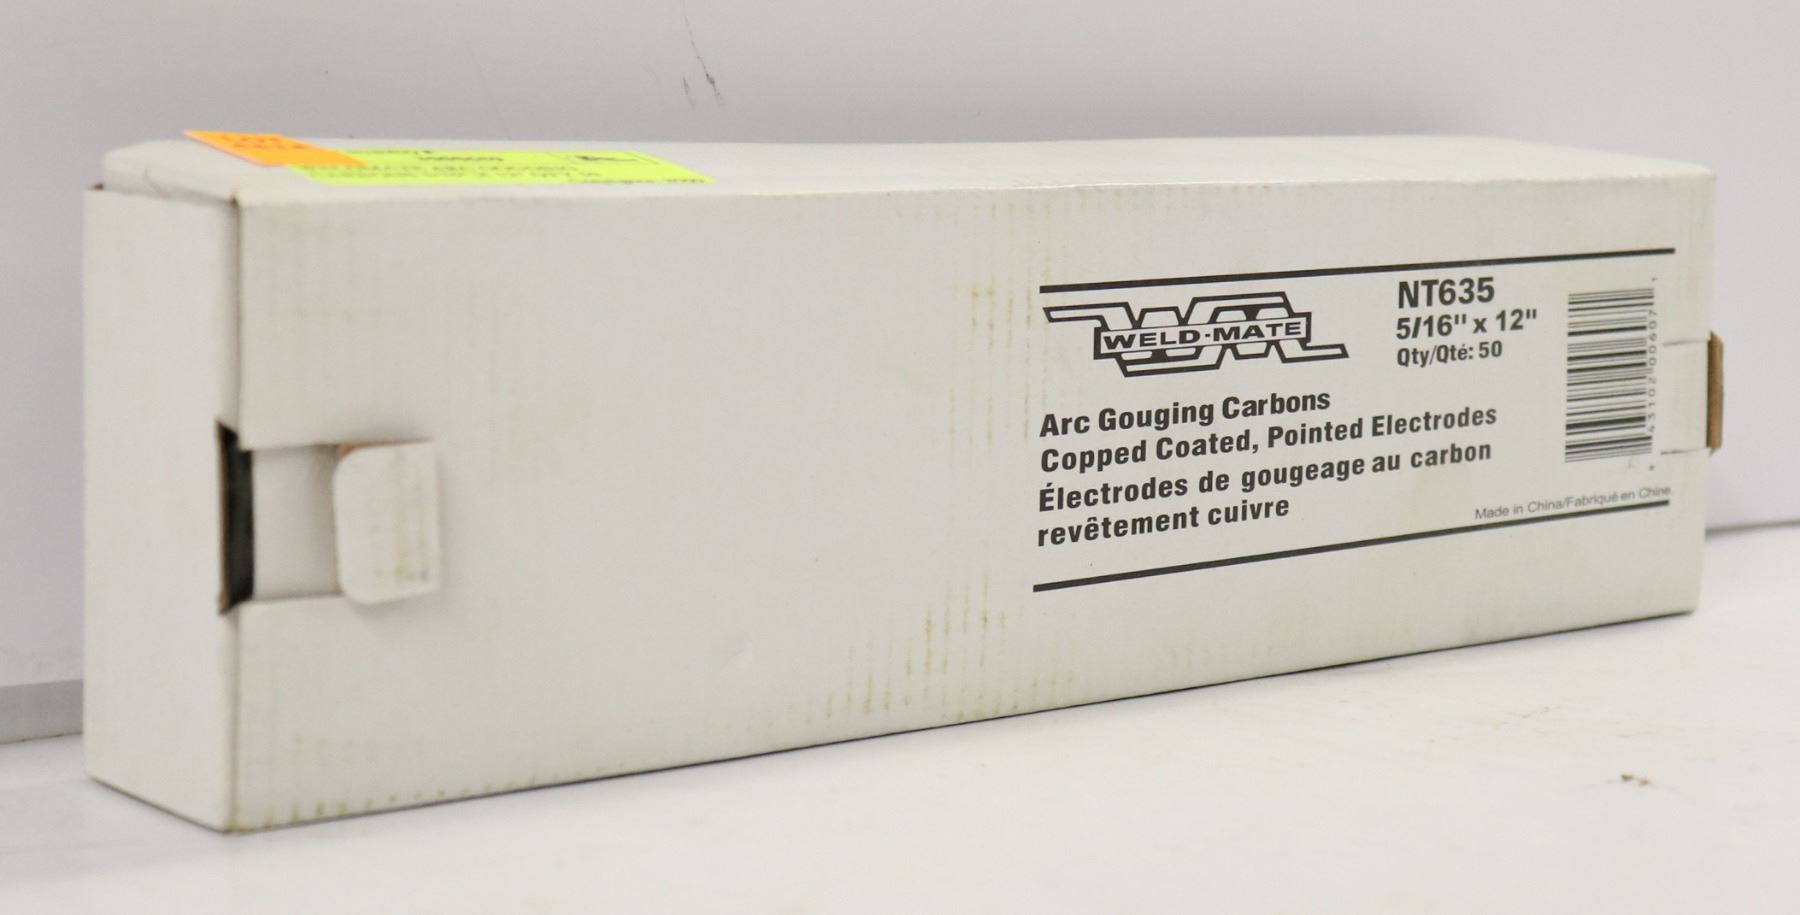 WELD-MATE
NT635
5/16" x 12"
Qty/Qté: 50
Arc Gouging Carbons
Copped Coated, Pointed Electrodes
Électrodes de gougeage au carbon
revêtement cuivre
Made in China/Fabriqué en Chine